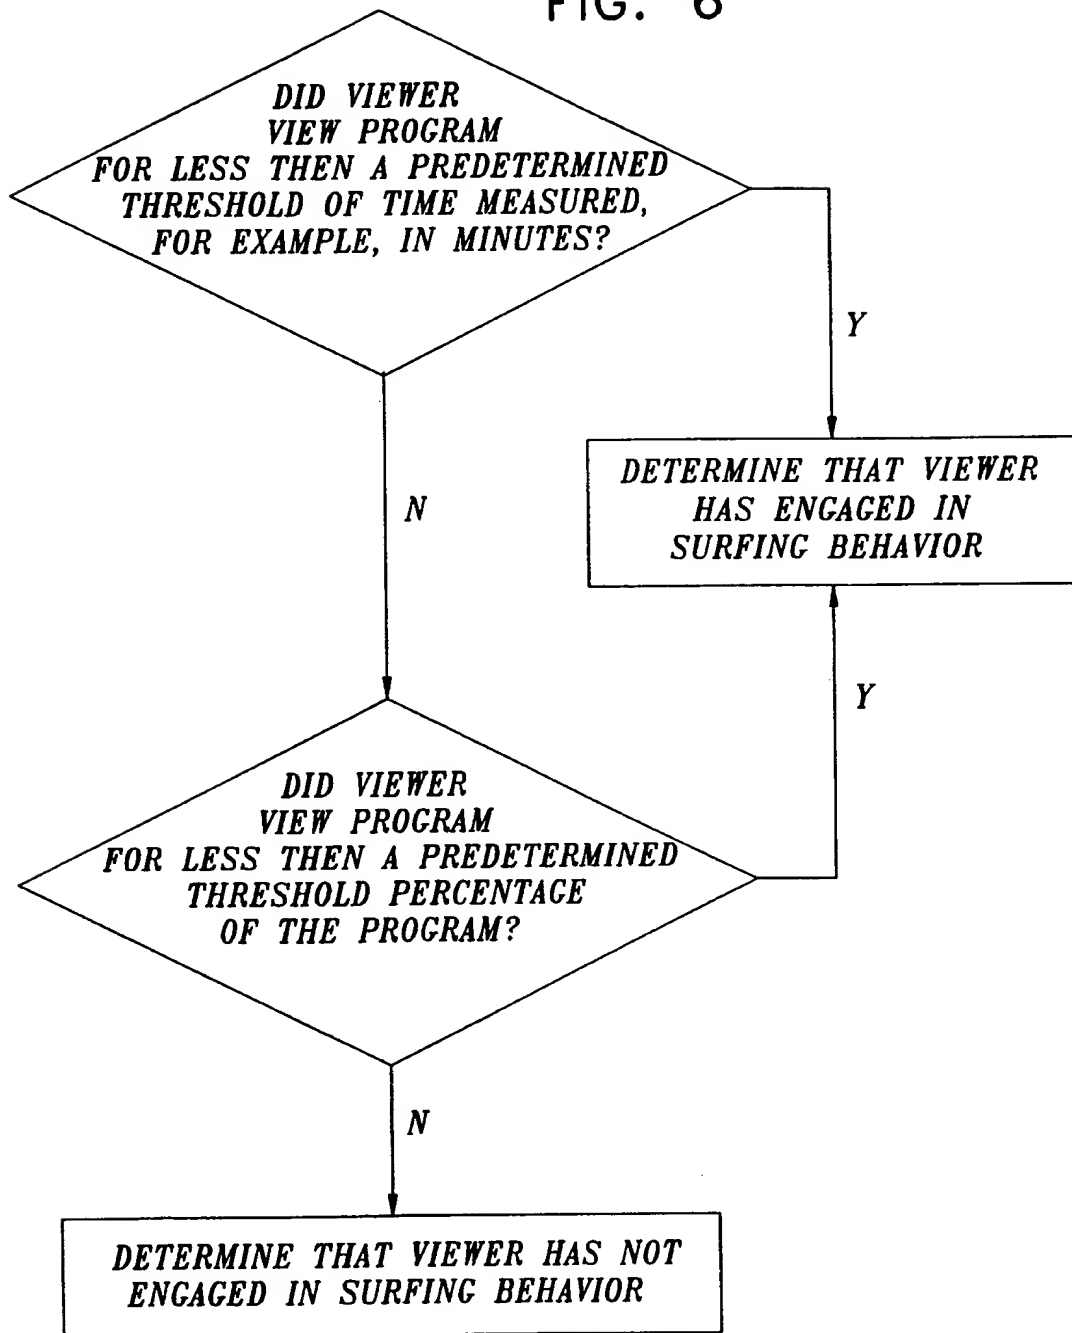 FIG. 6
DID VIEWER
VIEW PROGRAM
FOR LESS THEN A PREDETERMINED
THRESHOLD OF TIME MEASURED,
FOR EXAMPLE, IN MINUTES?
Y
DETERMINE THAT VIEWER
HAS ENGAGED IN
SURFING BEHAVIOR
N
Y
DID VIEWER
VIEW PROGRAM
FOR LESS THEN A PREDETERMINED
THRESHOLD PERCENTAGE
OF THE PROGRAM?
N
DETERMINE THAT VIEWER HAS NOT
ENGAGED IN SURFING BEHAVIOR